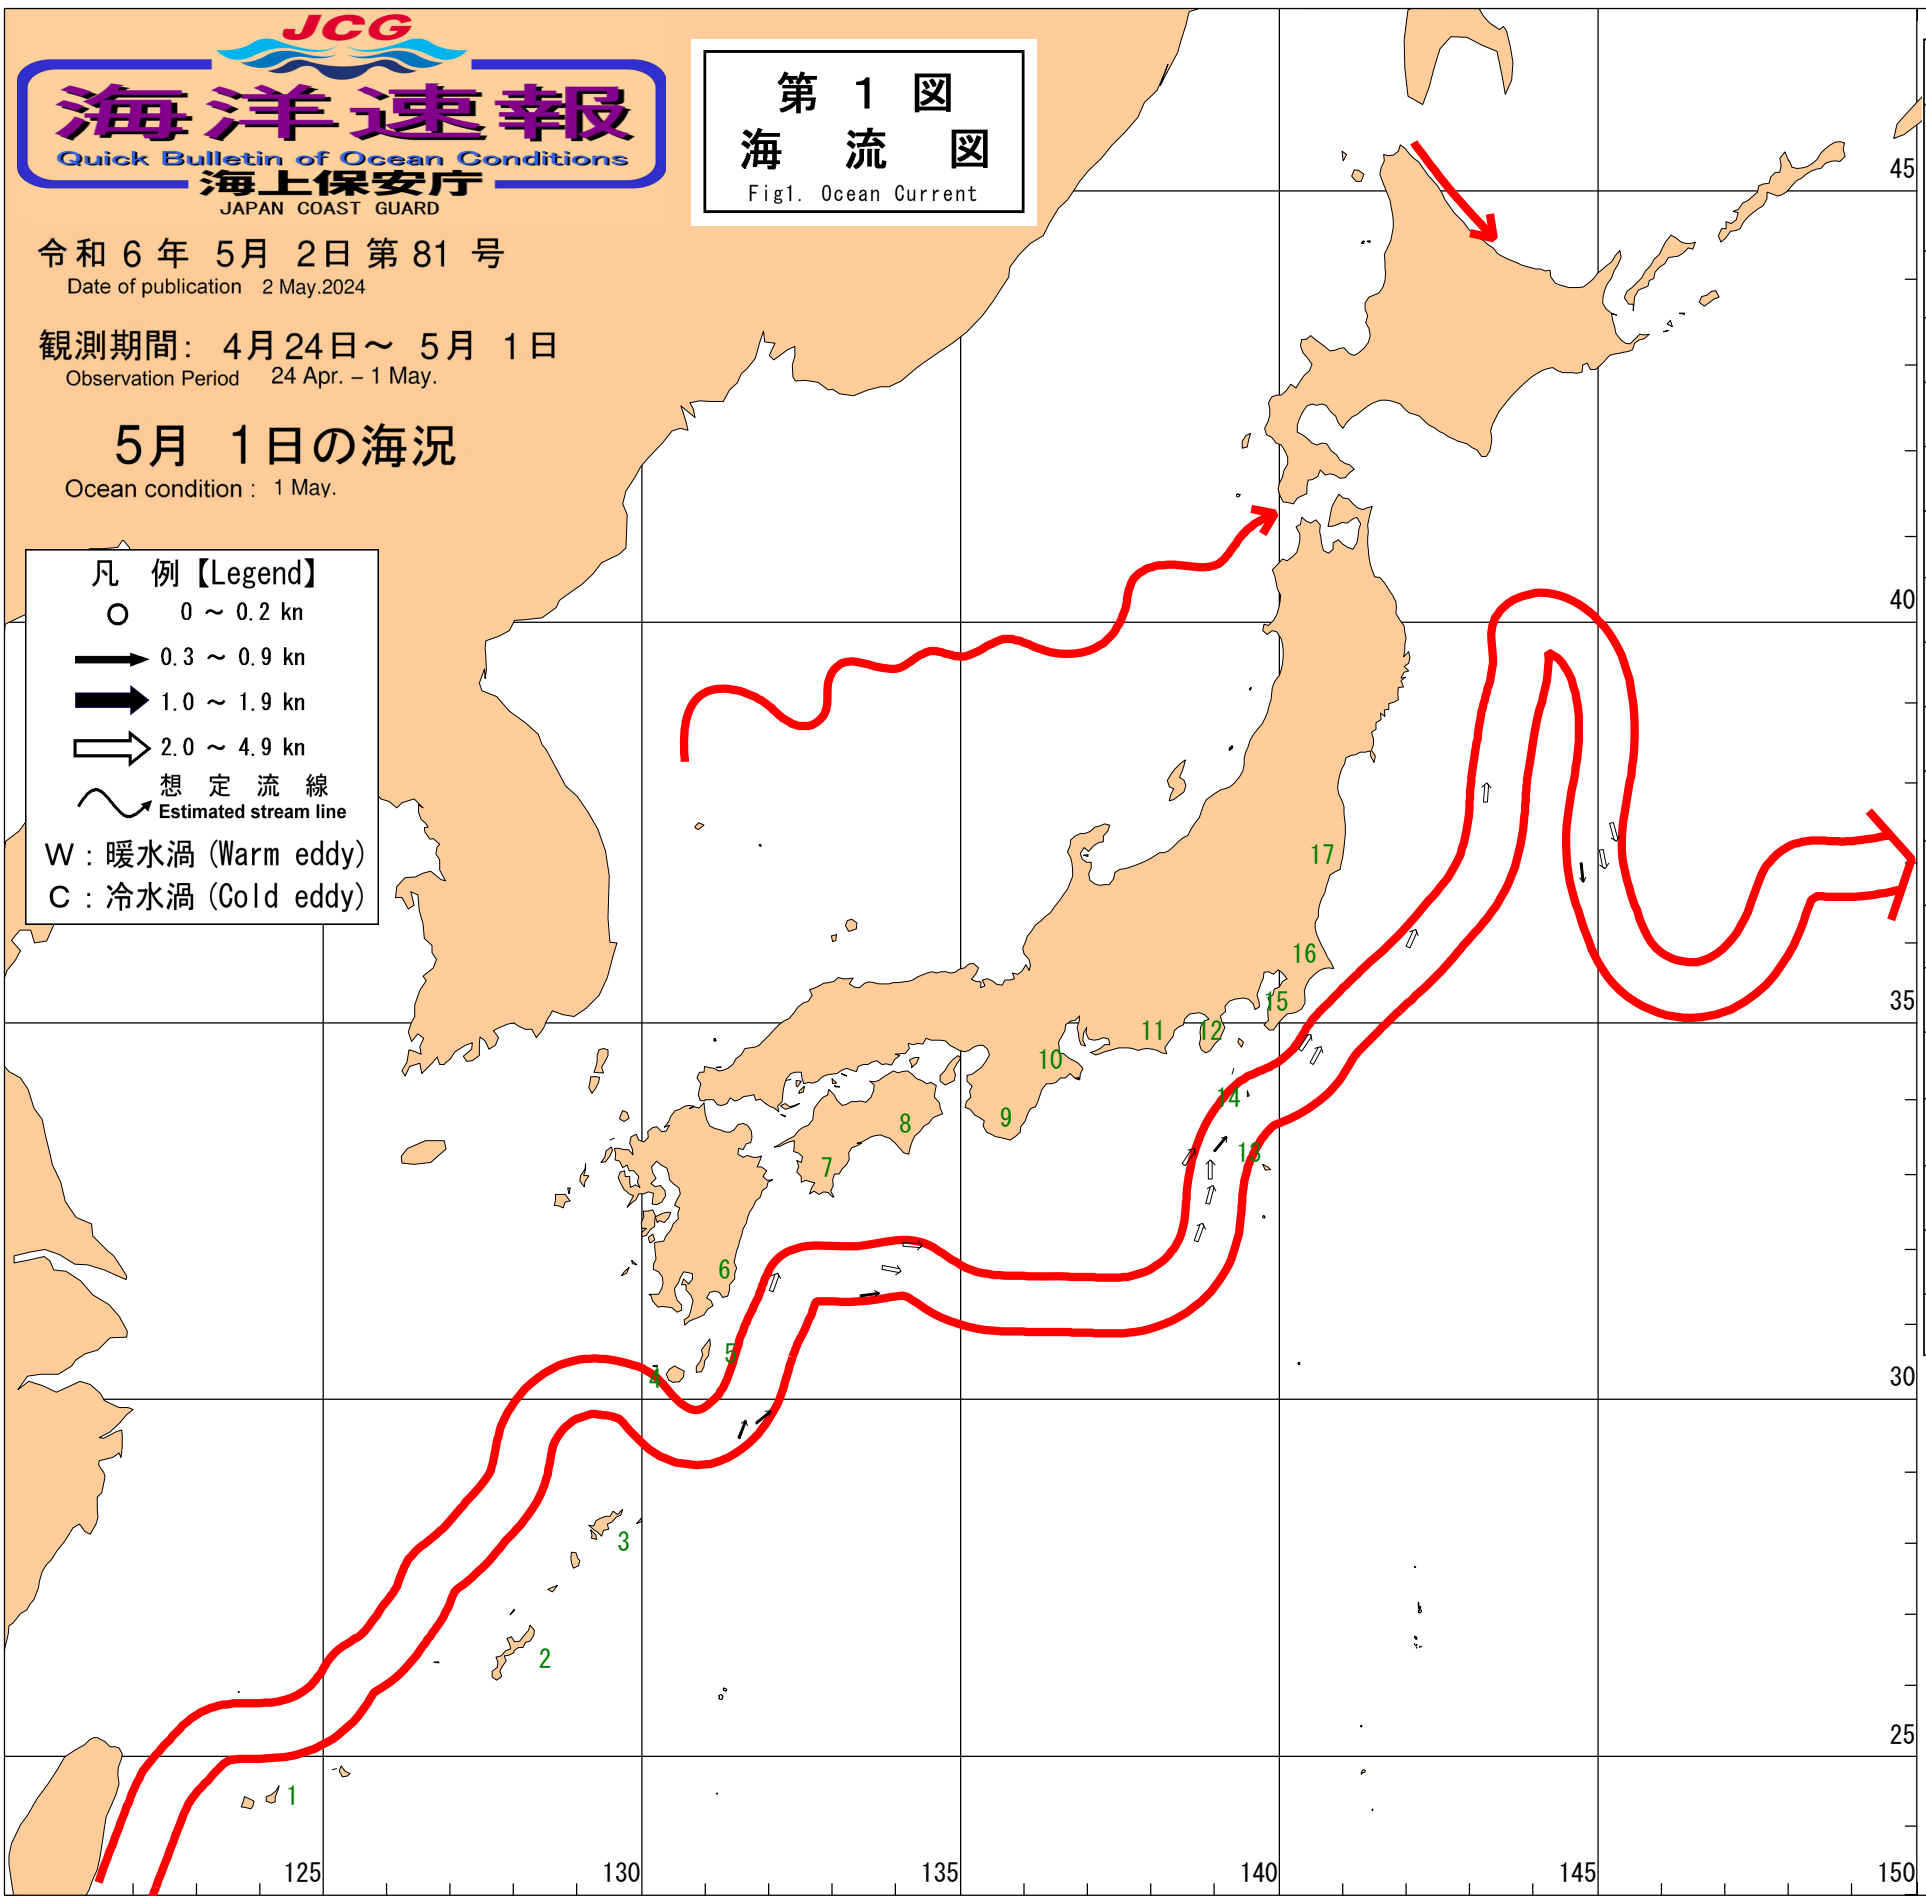 JCG
海洋速報
Quick Bulletin of Ocean Conditions
海上保安庁
JAPAN COAST GUARD
令和 6 年 5月 2日 第 81 号
Date of publication 2 May.2024
観測期間: 4月 24日～ 5月 1日
Observation Period 24 Apr. – 1 May.
5月 1日の海況
Ocean condition : 1 May.
第 1 図
海 流 図
Fig1. Ocean Current
凡 例【Legend】
0 ～ 0.2 kn
0.3 ～ 0.9 kn
1.0 ～ 1.9 kn
2.0 ～ 4.9 kn
想 定 流 線
Estimated stream line
W : 暖水渦 (Warm eddy)
C : 冷水渦 (Cold eddy)
45
40
17
16
35
15
12
11
10
14
9
8
13
7
6
5
4
30
3
2
25
1
125
130
135
140
145
150